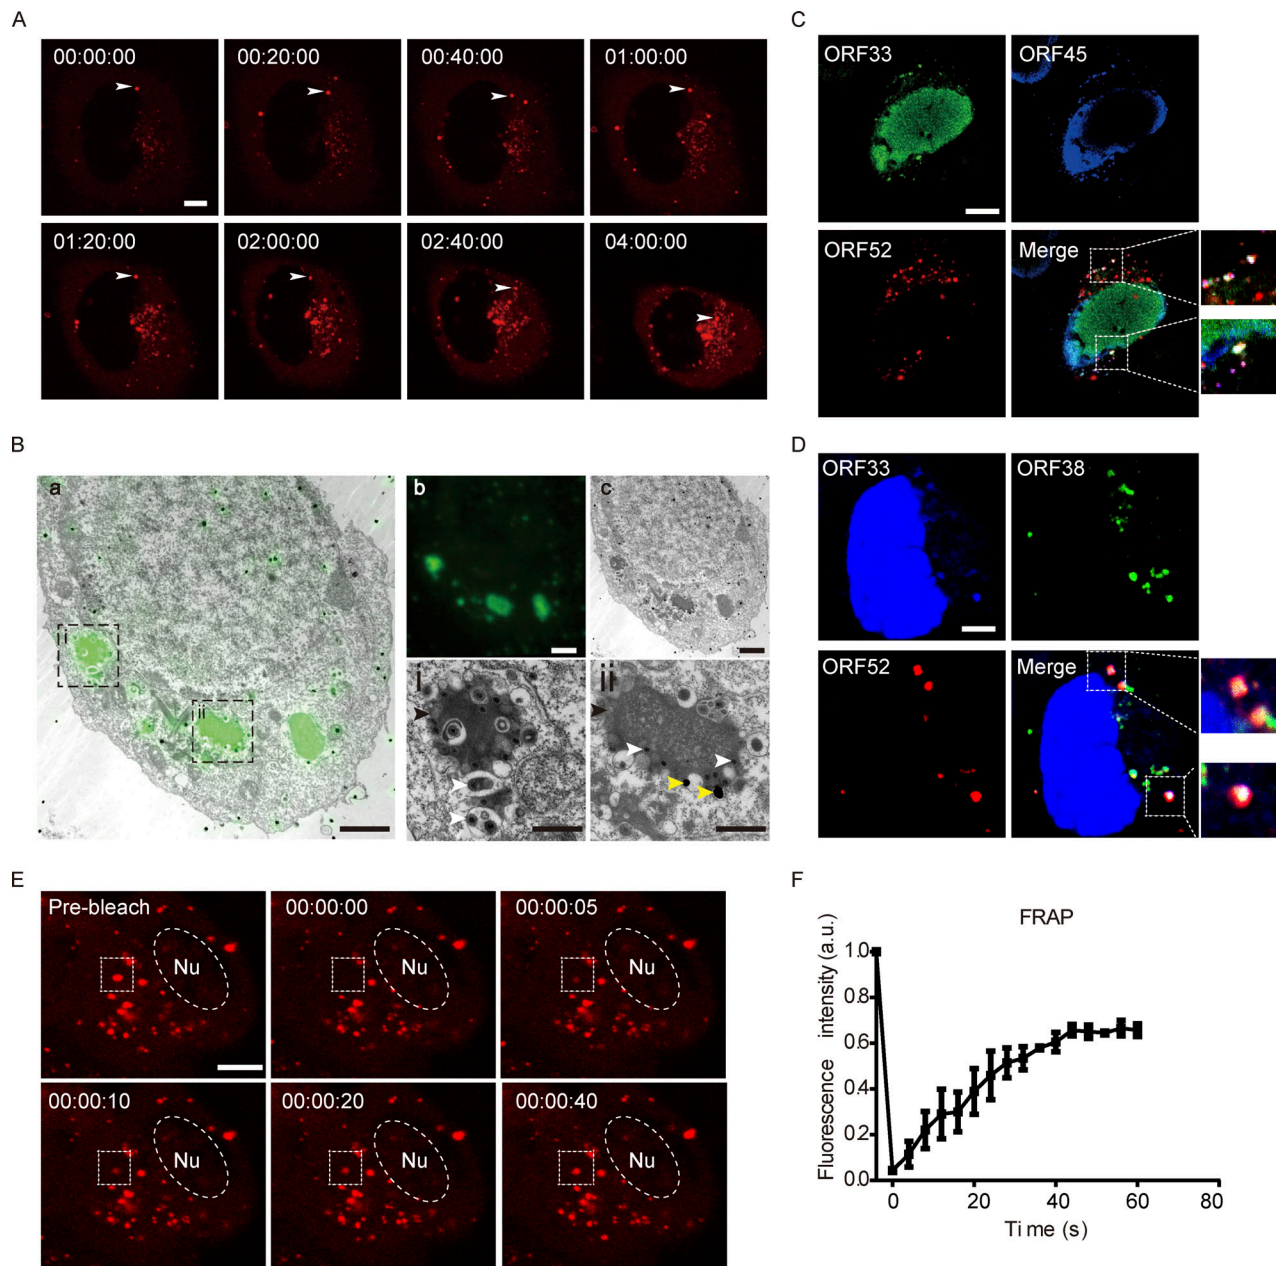 A
00:00:00
00:20:00
00:40:00
01:00:00
01:20:00
02:00:00
02:40:00
04:00:00
B
a
ii
b
c
i
ii
C
ORF33
ORF45
ORF52
Merge
D
ORF33
ORF38
ORF52
Merge
E
Pre-bleach
00:00:00
00:00:05
Nu
Nu
Nu
00:00:10
00:00:20
00:00:40
Nu
Nu
Nu
F
FRAP
Fluorescence intensity (a.u.)
1.0
0.8
0.6
0.4
0.2
0.0
0
20
40
60
80
Time (s)